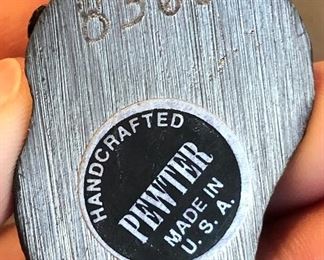 HANDCRAFTED
PEWTER
MADE IN
U.S.A.